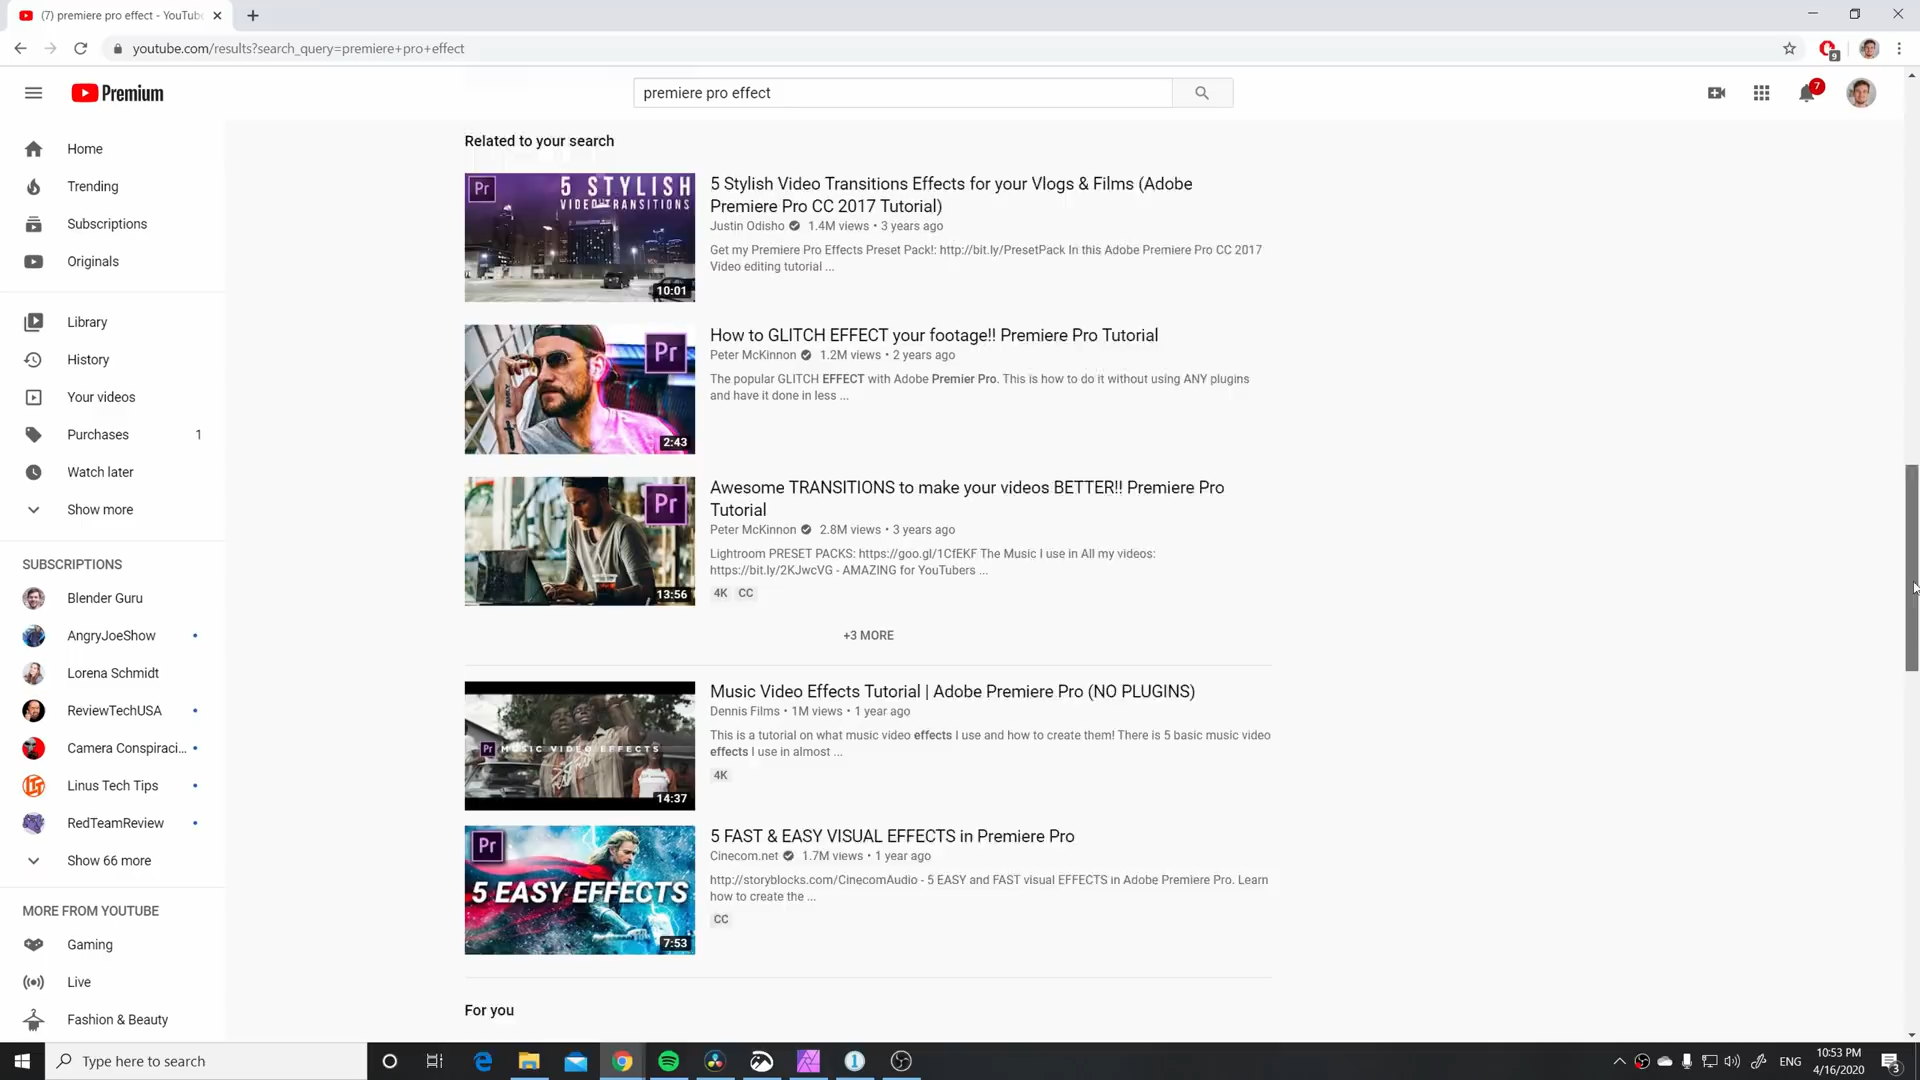 (7) premiere pro effect - YouTube
youtube.com/results?search_query=premiere+pro+effect
9
Premium
premiere pro effect
7
Home
Trending
Subscriptions
Originals
Library
History
Your videos
Purchases 1
Watch later
Show more
SUBSCRIPTIONS
Blender Guru
AngryJoeShow
Lorena Schmidt
ReviewTechUSA
Camera Conspiraci...
Linus Tech Tips
RedTeamReview
Show 66 more
MORE FROM YOUTUBE
Gaming
Live
Fashion & Beauty
Related to your search
Pr
5 STYLISH
VIDEO TRANSITIONS
10:01
5 Stylish Video Transitions Effects for your Vlogs & Films (Adobe
Premiere Pro CC 2017 Tutorial)
Justin Odisho 1.4M views • 3 years ago
Get my Premiere Pro Effects Preset Pack!: http://bit.ly/PresetPack In this Adobe Premiere Pro CC 2017
Video editing tutorial ...
Pr
2:43
How to GLITCH EFFECT your footage!! Premiere Pro Tutorial
Peter McKinnon 1.2M views • 2 years ago
The popular GLITCH EFFECT with Adobe Premier Pro. This is how to do it without using ANY plugins
and have it done in less ...
Pr
13:56
Awesome TRANSITIONS to make your videos BETTER!! Premiere Pro
Tutorial
Peter McKinnon 2.8M views • 3 years ago
Lightroom PRESET PACKS: https://goo.gl/1CfEKF The Music I use in All my videos:
https://bit.ly/2KJwcVG - AMAZING for YouTubers ...
4K CC
+3 MORE
Pr MUSIC VIDEO EFFECTS
14:37
Music Video Effects Tutorial | Adobe Premiere Pro (NO PLUGINS)
Dennis Films • 1M views • 1 year ago
This is a tutorial on what music video effects I use and how to create them! There is 5 basic music video
effects I use in almost ...
4K
Pr
5 EASY EFFECTS
7:53
5 FAST & EASY VISUAL EFFECTS in Premiere Pro
Cinecom.net 1.7M views • 1 year ago
http://storyblocks.com/CinecomAudio - 5 EASY and FAST visual EFFECTS in Adobe Premiere Pro. Learn
how to create the ...
CC
For you
Type here to search
ENG
10:53 PM
4/16/2020
3